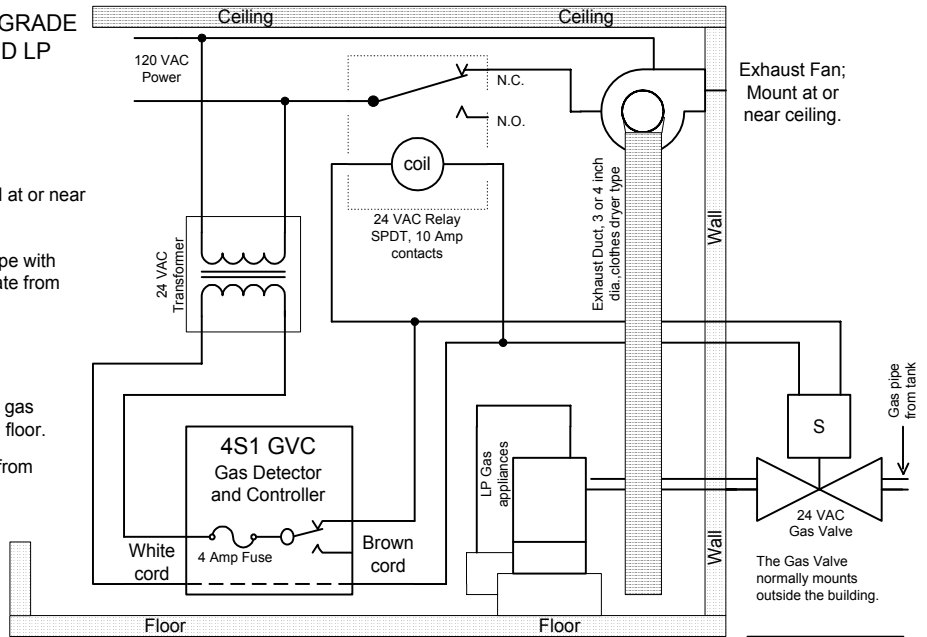 GRADE
D LP
at or near
pe with
ate from
gas
floor.
from
Ceiling
Ceiling
120 VAC
Power
N.C.
N.O.
coil
24 VAC Relay
SPDT, 10 Amp
contacts
24 VAC
Transformer
Exhaust Duct, 3 or 4 inch
dia.,clothes dryer type
Wall
Exhaust Fan;
Mount at or
near ceiling.
4S1 GVC
Gas Detector
and Controller
4 Amp Fuse
White
cord
Brown
cord
LP Gas
appliances
Wall
S
Gas pipe
from tank
24 VAC
Gas Valve
The Gas Valve
normally mounts
outside the building.
Floor
Floor